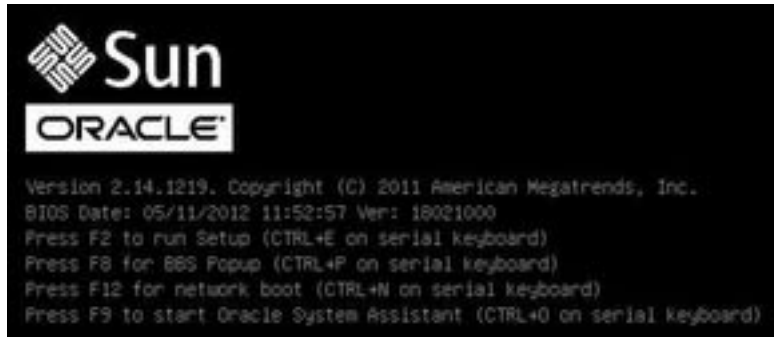 Sun
ORACLE
Version 2.14.1219. Copyright (C) 2011 American Megatrends, Inc.
BIOS Date: 05/11/2012 11:52:57 Ver: 18021000
Press F2 to run Setup (CTRL+E on serial keyboard)
Press F8 for BBS Popup (CTRL+P on serial keyboard)
Press F12 for network boot (CTRL+N on serial keyboard)
Press F9 to start Oracle System Assistant (CTRL+O on serial keyboard)